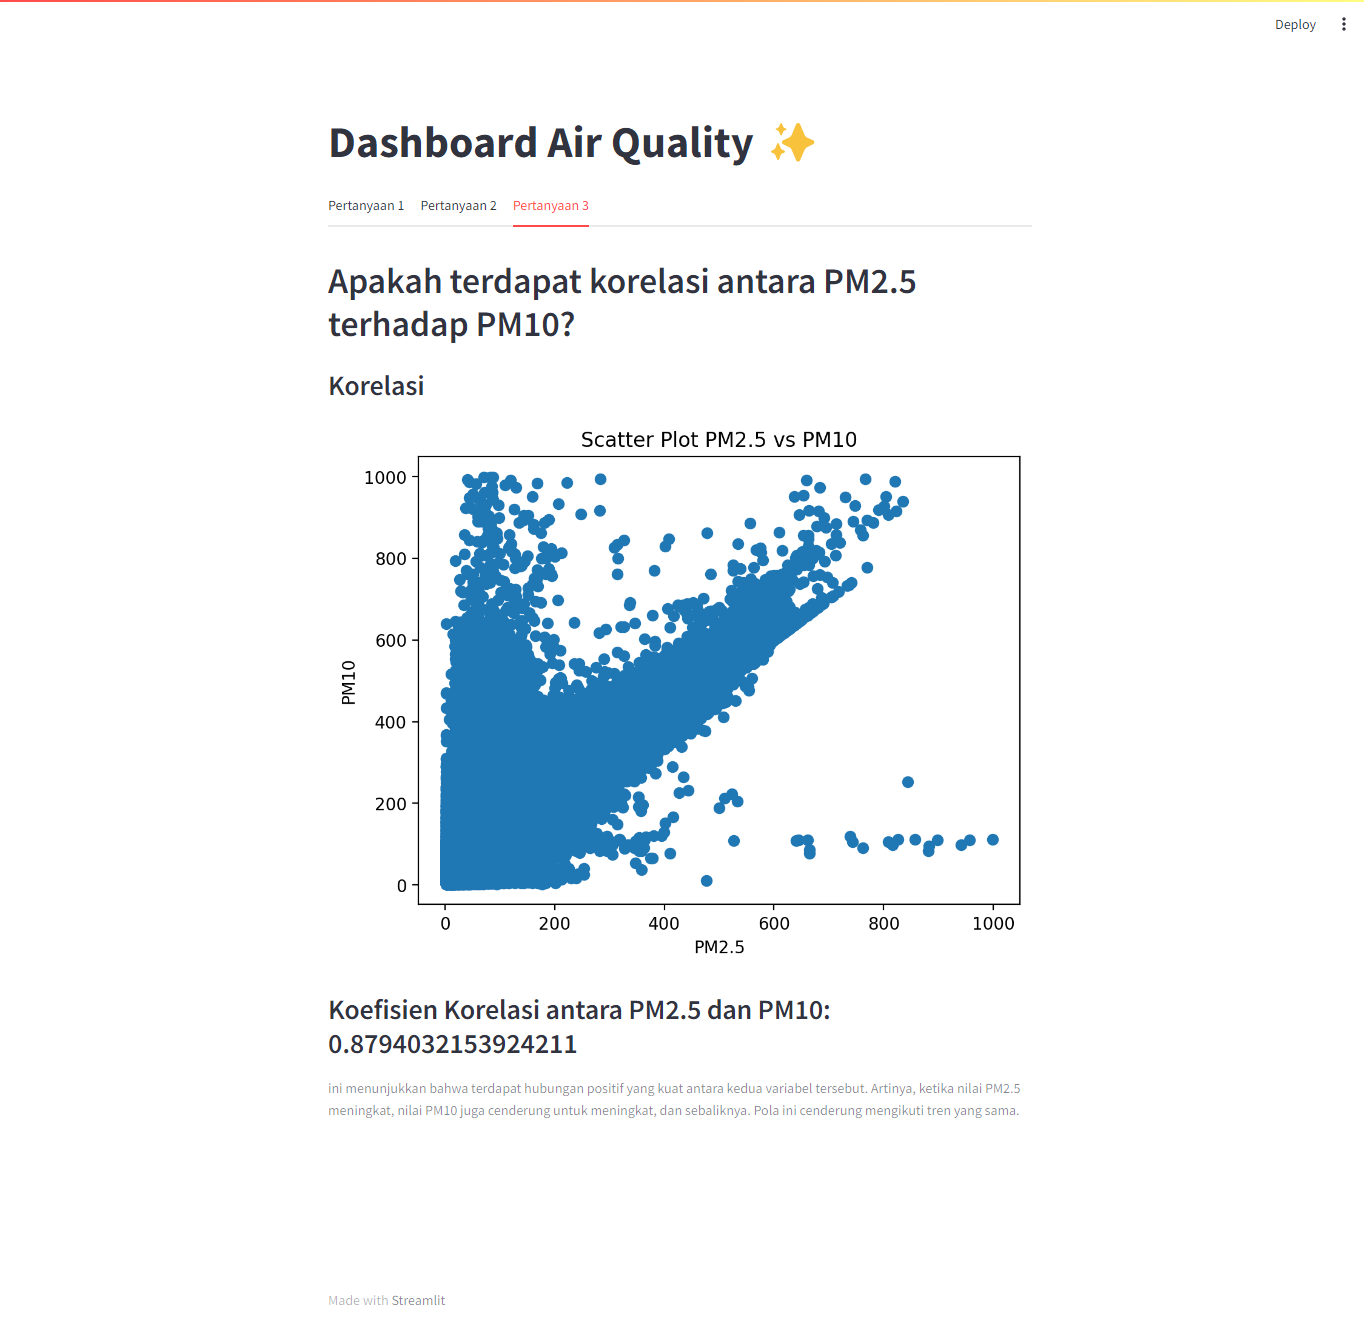 Deploy
Dashboard Air Quality ✨
Pertanyaan 1 Pertanyaan 2 Pertanyaan 3
Apakah terdapat korelasi antara PM2.5
terhadap PM10?
Korelasi
Scatter Plot PM2.5 vs PM10
1000
800
600
400
200
0
PM10
0 200 400 600 800 1000
PM2.5
Koefisien Korelasi antara PM2.5 dan PM10:
0.8794032153924211
ini menunjukkan bahwa terdapat hubungan positif yang kuat antara kedua variabel tersebut. Artinya, ketika nilai PM2.5
meningkat, nilai PM10 juga cenderung untuk meningkat, dan sebaliknya. Pola ini cenderung mengikuti tren yang sama.
Made with Streamlit